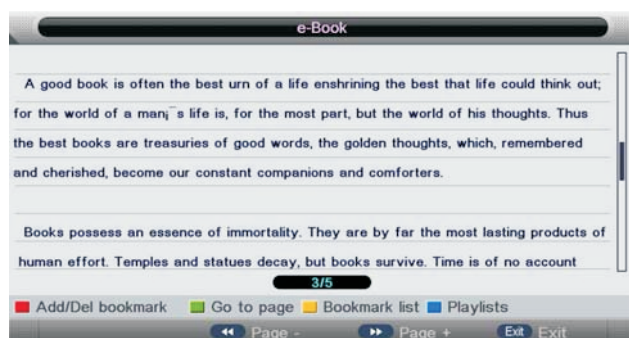 e-Book
A good book is often the best urn of a life enshrining the best that life could think out;
for the world of a man¡¯s life is, for the most part, but the world of his thoughts. Thus
the best books are treasuries of good words, the golden thoughts, which, remembered
and cherished, become our constant companions and comforters.
Books possess an essence of immortality. They are by far the most lasting products of
human effort. Temples and statues decay, but books survive. Time is of no account
3/5
Add/Del bookmark Go to page Bookmark list Playlists
Page - Page + Exit Exit